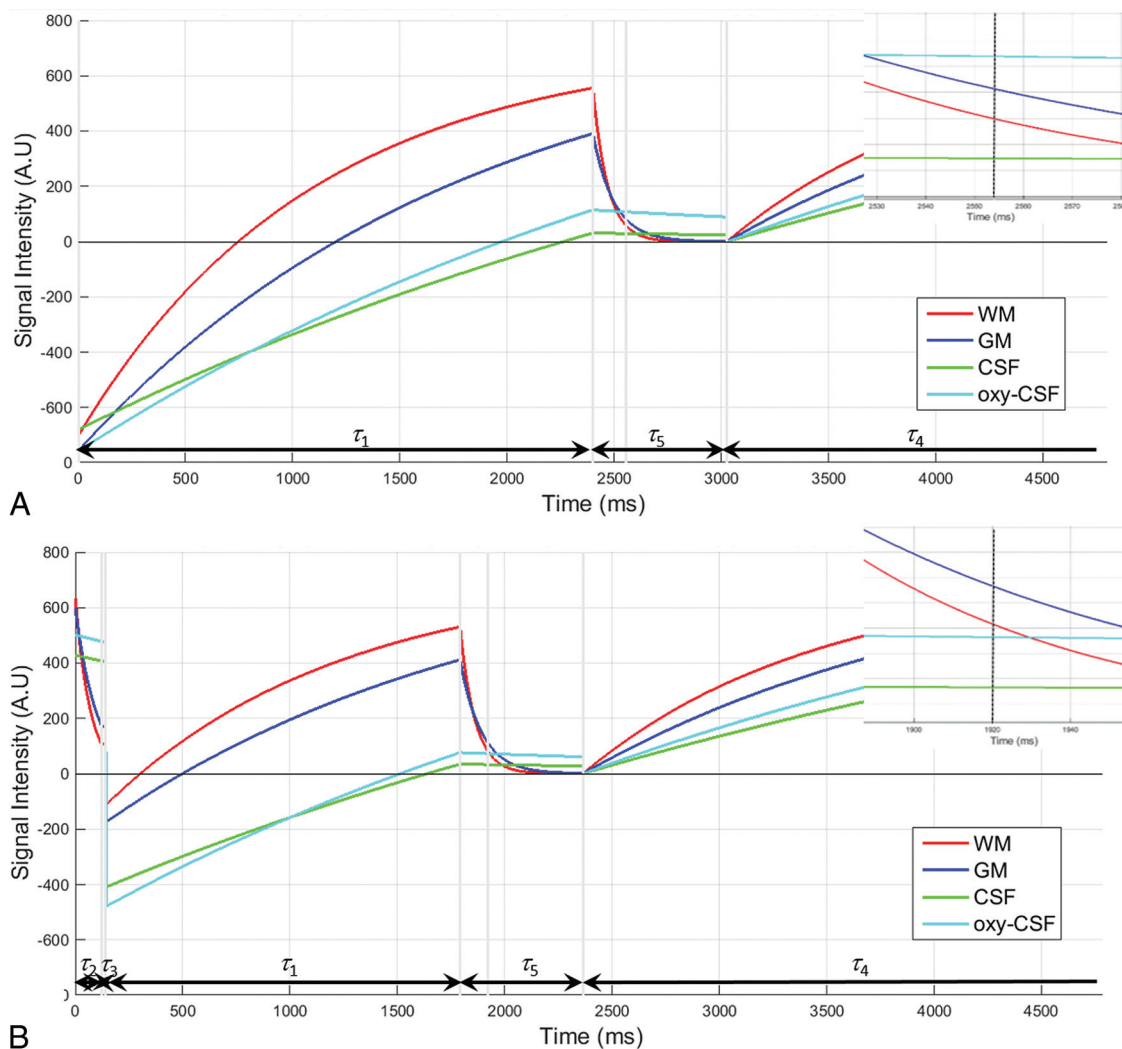 800
600
400
200
0
-200
-400
-600
0
Signal Intensity (A.U)
WM
GM
CSF
oxy-CSF
τ1 τ5 τ4
0 500 1000 1500 2000 2500 3000 3500 4000 4500
Time (ms)
2530 2540 2550 2560 2570 258
Time (ms)
A
800
600
400
200
0
-200
-400
-600
0
Signal Intensity (A.U)
WM
GM
CSF
oxy-CSF
τ2 τ3 τ1 τ5 τ4
0 500 1000 1500 2000 2500 3000 3500 4000 4500
Time (ms)
1900 1920 1940
Time (ms)
B